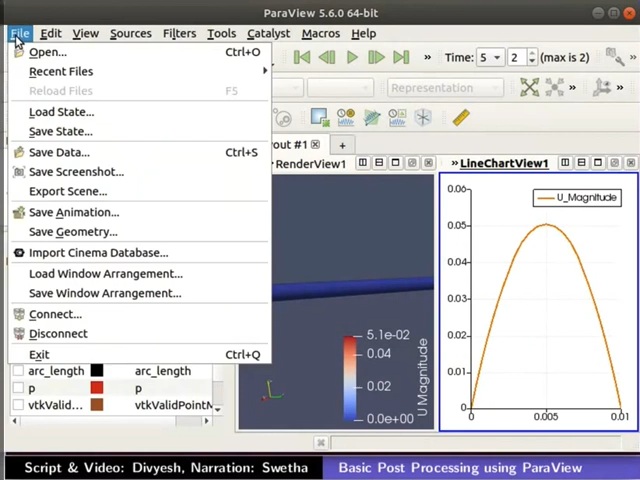 ParaView 5.6.0 64-bit
File Edit View Sources Filters Tools Catalyst Macros Help
Open... Ctrl+O
» Time: 5 2 (max is 2)
Recent Files
Reload Files F5
Representation »
Load State...
Save State...
Save Data... Ctrl+S
out #1 +
Save Screenshot...
RenderView1
» LineChartView1
Export Scene...
Save Animation...
Save Geometry...
Import Cinema Database...
Load Window Arrangement...
Save Window Arrangement...
Connect...
Disconnect
Exit Ctrl+Q
arc_length arc_length
p p
vtkValid... vtkValidPointM
5.1e-02
0.04
0.02
0.0e+00
U Magnitude
0.06
U_Magnitude
0.05
0.04
0.03
0.02
0.01
0
0 0.005 0.01
Script & Video: Divyesh, Narration: Swetha
Basic Post Processing using ParaView